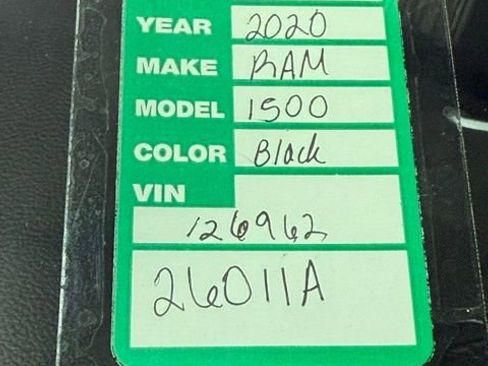 YEAR 2020
MAKE RAM
MODEL 1500
COLOR Black
VIN
126962
26011A